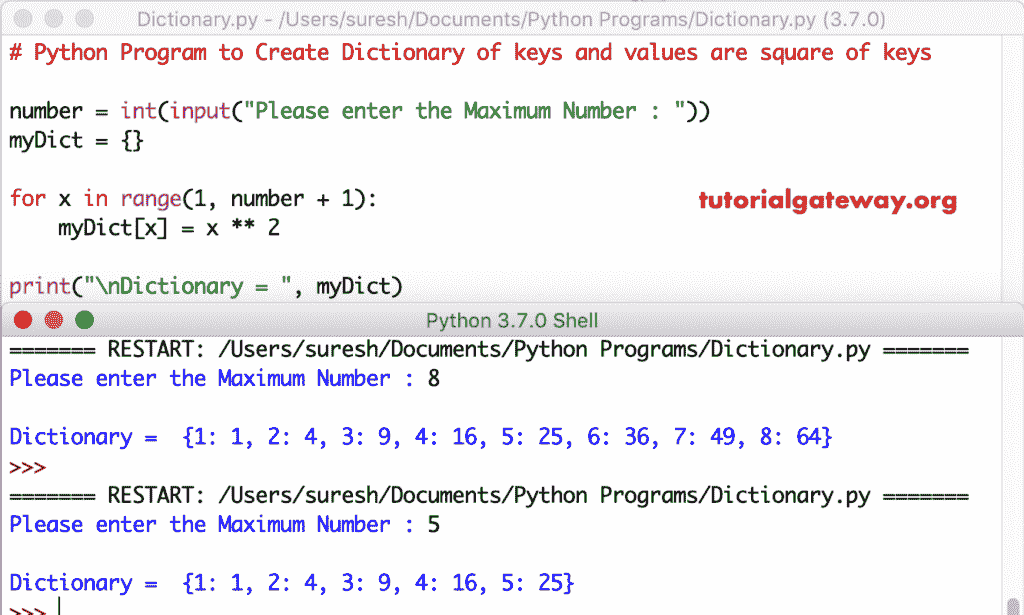 Dictionary.py - /Users/suresh/Documents/Python Programs/Dictionary.py (3.7.0)
# Python Program to Create Dictionary of keys and values are square of keys
number = int(input("Please enter the Maximum Number : "))
myDict = {}
for x in range(1, number + 1):
tutorialgateway.org
    myDict[x] = x ** 2
print("\nDictionary = ", myDict)
Python 3.7.0 Shell
======= RESTART: /Users/suresh/Documents/Python Programs/Dictionary.py =======
Please enter the Maximum Number : 8
Dictionary =  {1: 1, 2: 4, 3: 9, 4: 16, 5: 25, 6: 36, 7: 49, 8: 64}
>>>
======= RESTART: /Users/suresh/Documents/Python Programs/Dictionary.py =======
Please enter the Maximum Number : 5
Dictionary =  {1: 1, 2: 4, 3: 9, 4: 16, 5: 25}
>>>